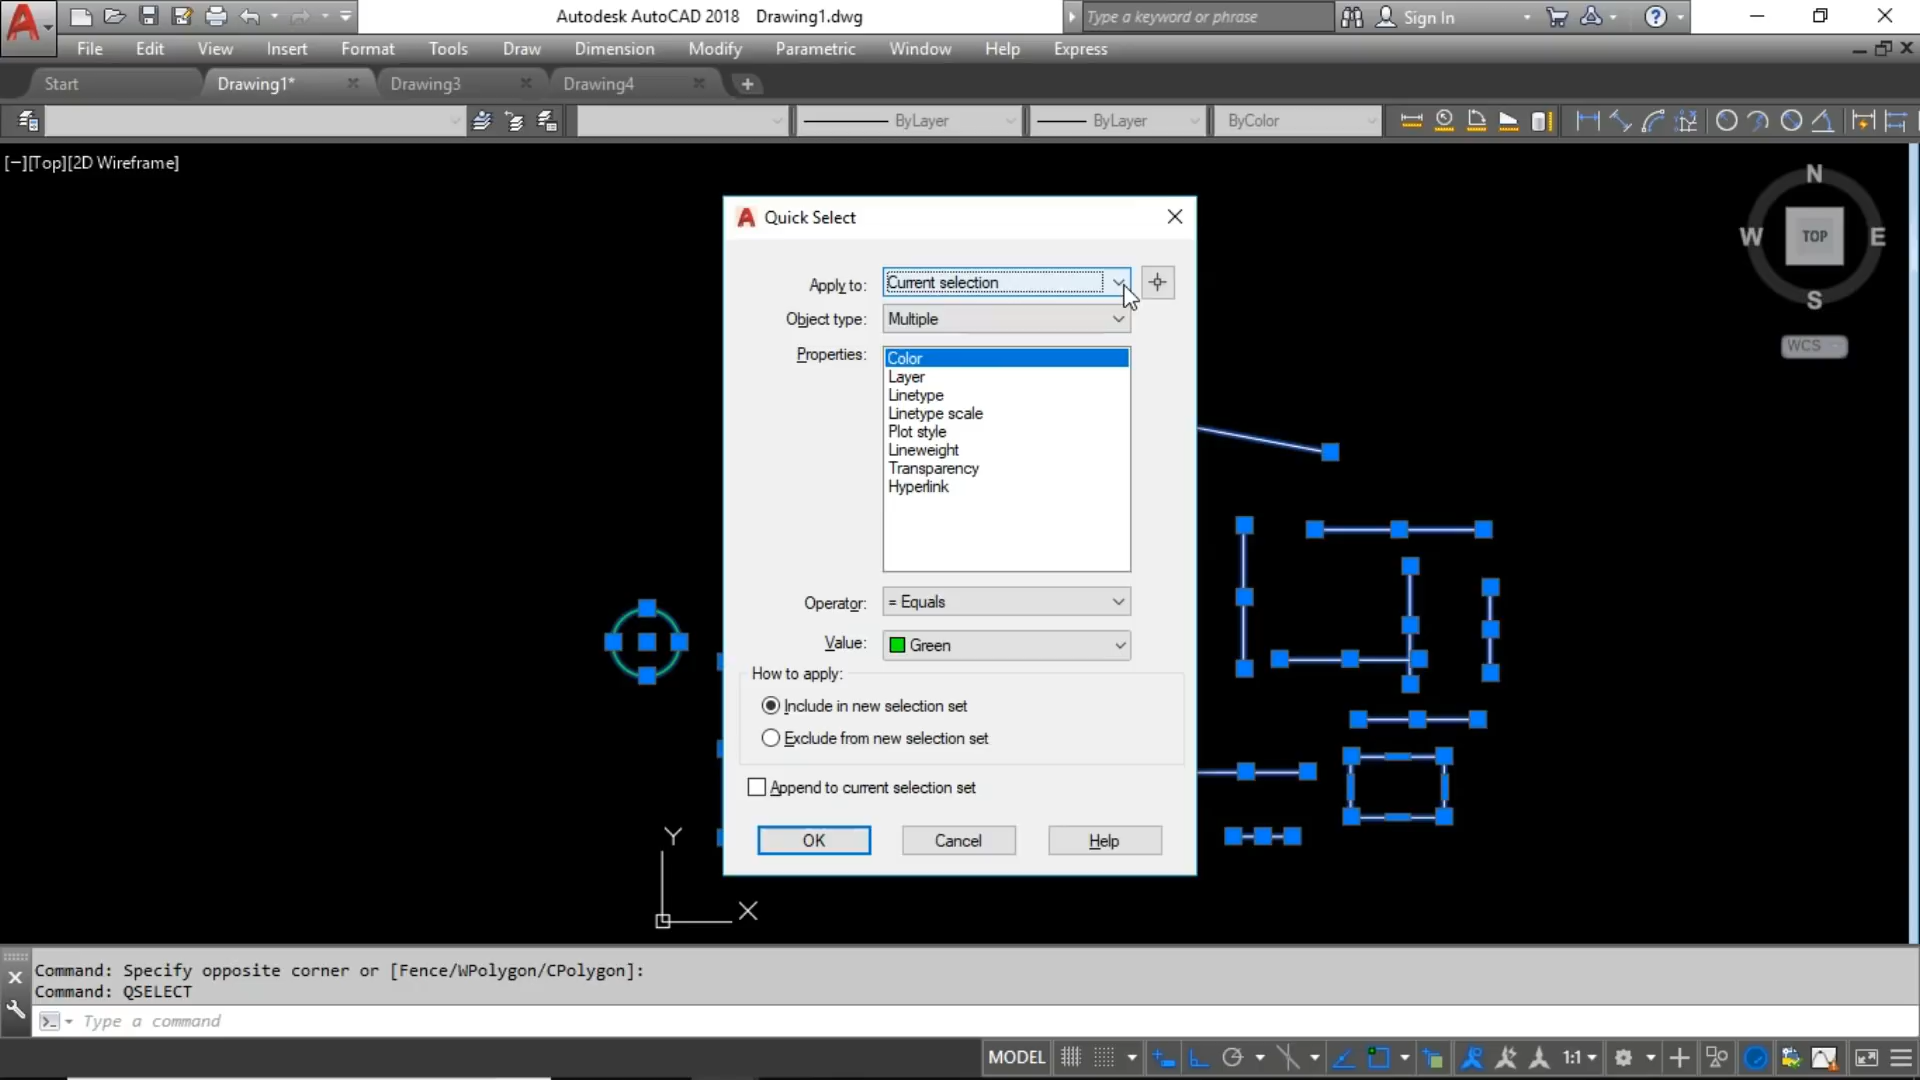 Autodesk AutoCAD 2018 Drawing1.dwg
Type a keyword or phrase
Sign In
File Edit View Insert Format Tools Draw Dimension Modify Parametric Window Help Express
Start Drawing1* Drawing3 Drawing4
ByLayer ByLayer ByColor
[−][Top][2D Wireframe]
N
W TOP E
S
WCS
Quick Select
Apply to: Current selection
Object type: Multiple
Properties: Color
Layer
Linetype
Linetype scale
Plot style
Lineweight
Transparency
Hyperlink
Operator: = Equals
Value: Green
How to apply:
Include in new selection set
Exclude from new selection set
Append to current selection set
OK Cancel Help
Y
X
Command: Specify opposite corner or [Fence/WPolygon/CPolygon]:
Command: QSELECT
Type a command
MODEL 1:1